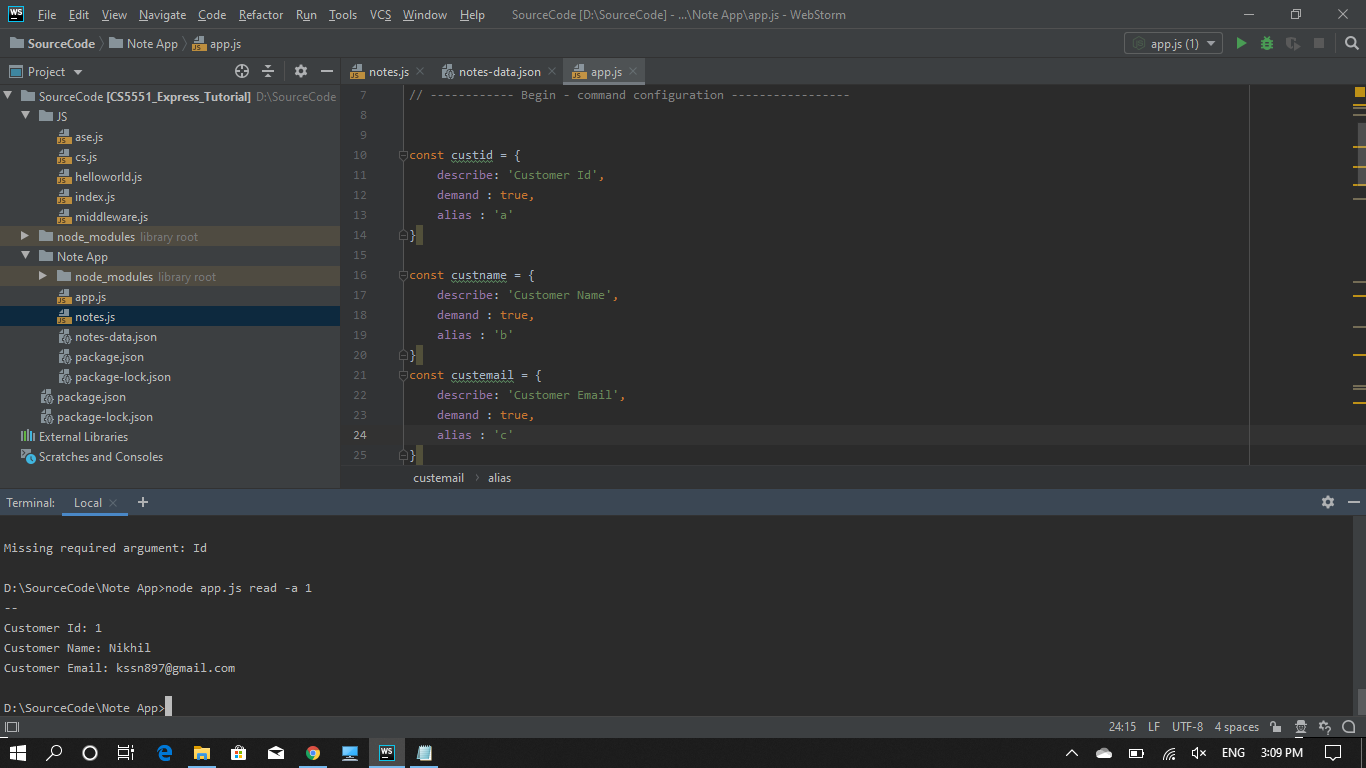 WS File Edit View Navigate Code Refactor Run Tools VCS Window Help SourceCode [D:\SourceCode] - ...\Note App\app.js - WebStorm
SourceCode Note App app.js app.js (1)
Project
notes.js notes-data.json app.js
SourceCode [CS5551_Express_Tutorial] D:\SourceCode
JS
ase.js
cs.js
helloworld.js
index.js
middleware.js
node_modules library root
Note App
node_modules library root
app.js
notes.js
notes-data.json
package.json
package-lock.json
package.json
package-lock.json
External Libraries
Scratches and Consoles
7 // ------------ Begin - command configuration -----------------
8
9
10 const custid = {
11 describe: 'Customer Id',
12 demand : true,
13 alias : 'a'
14 }
15
16 const custname = {
17 describe: 'Customer Name',
18 demand : true,
19 alias : 'b'
20 }
21 const custemail = {
22 describe: 'Customer Email',
23 demand : true,
24 alias : 'c'
25 }
custemail alias
Terminal: Local
Missing required argument: Id
D:\SourceCode\Note App>node app.js read -a 1
--
Customer Id: 1
Customer Name: Nikhil
Customer Email: kssn897@gmail.com
D:\SourceCode\Note App>
24:15 LF UTF-8 4 spaces
WS ENG 3:09 PM